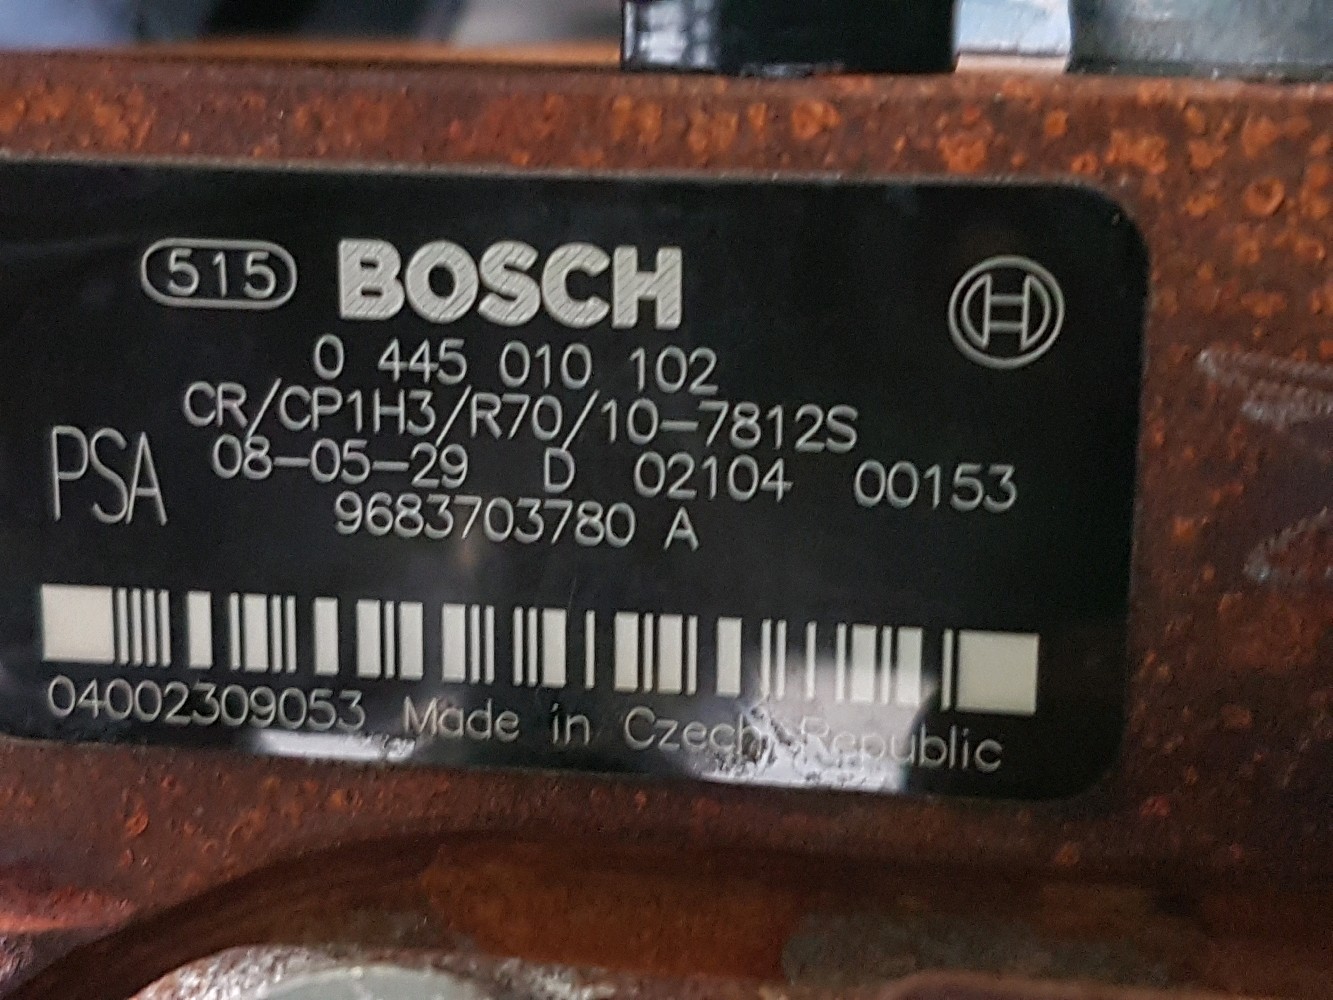 515 BOSCH
0 445 010 102
CR/CP1H3/R70/10-7812S
PSA 08-05-29 D 02104 00153
9683703780 A
04002309053 Made in Czech Republic